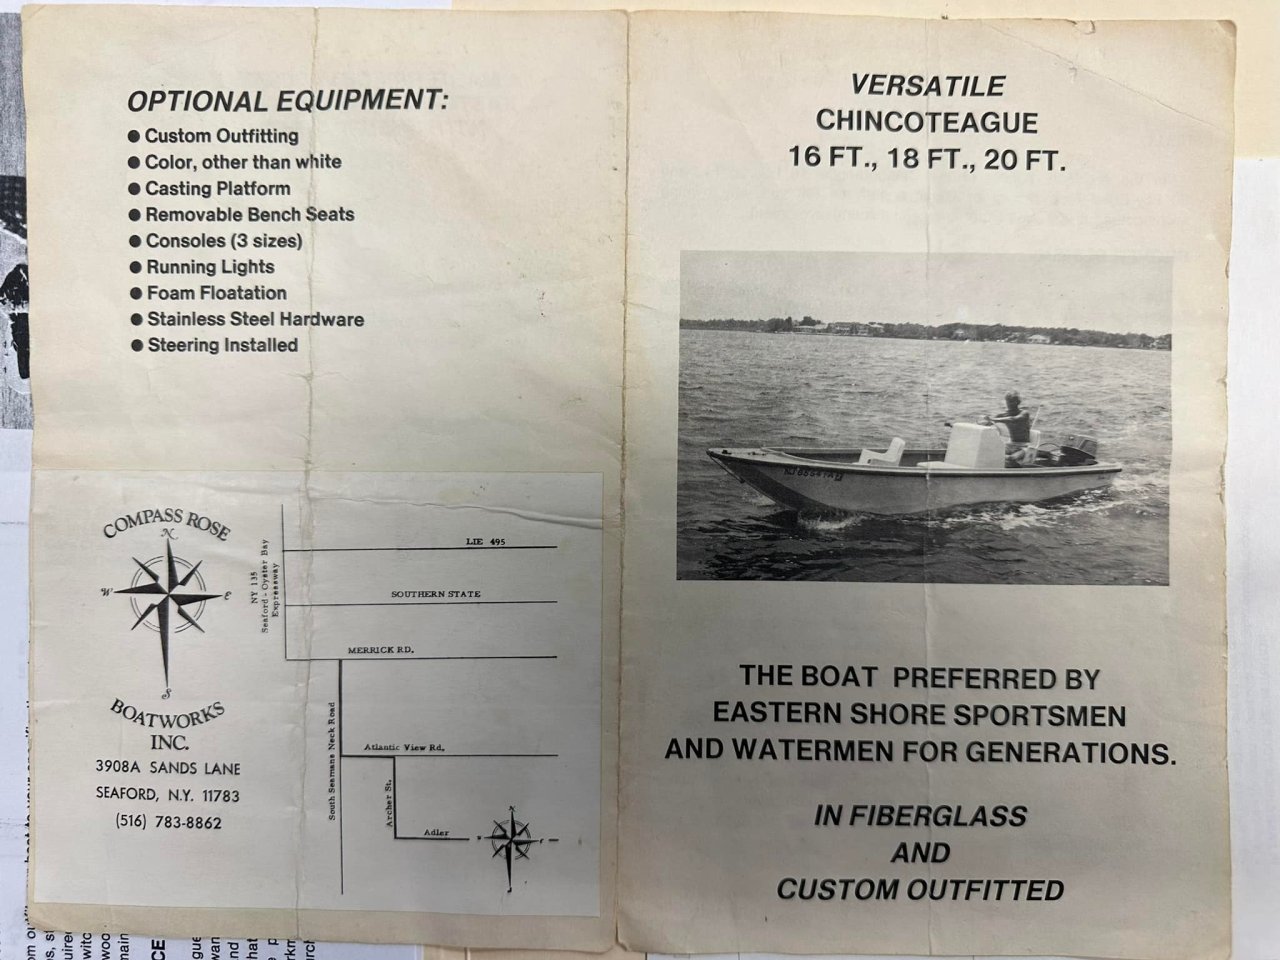 OPTIONAL EQUIPMENT:
● Custom Outfitting
● Color, other than white
● Casting Platform
● Removable Bench Seats
● Consoles (3 sizes)
● Running Lights
● Foam Floatation
● Stainless Steel Hardware
● Steering Installed
COMPASS ROSE
N
W
E
S
BOATWORKS
INC.
3908A SANDS LANE
SEAFORD, N.Y. 11783
(516) 783-8862
NY 135
Seaford - Oyster Bay
Expressway
LIE 495
SOUTHERN STATE
MERRICK RD.
South Seamans Neck Road
Atlantic View Rd.
Archer St.
Adler
VERSATILE
CHINCOTEAGUE
16 FT., 18 FT., 20 FT.
THE BOAT PREFERRED BY
EASTERN SHORE SPORTSMEN
AND WATERMEN FOR GENERATIONS.
IN FIBERGLASS
AND
CUSTOM OUTFITTED